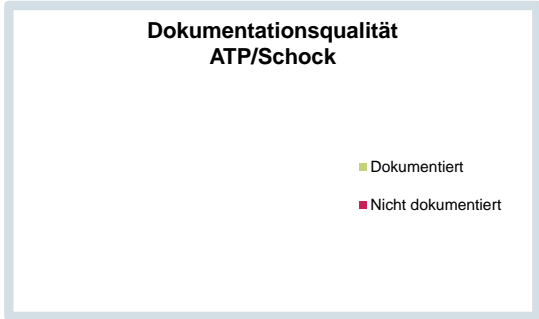 Dokumentationsqualität
ATP/Schock
Dokumentiert
Nicht dokumentiert